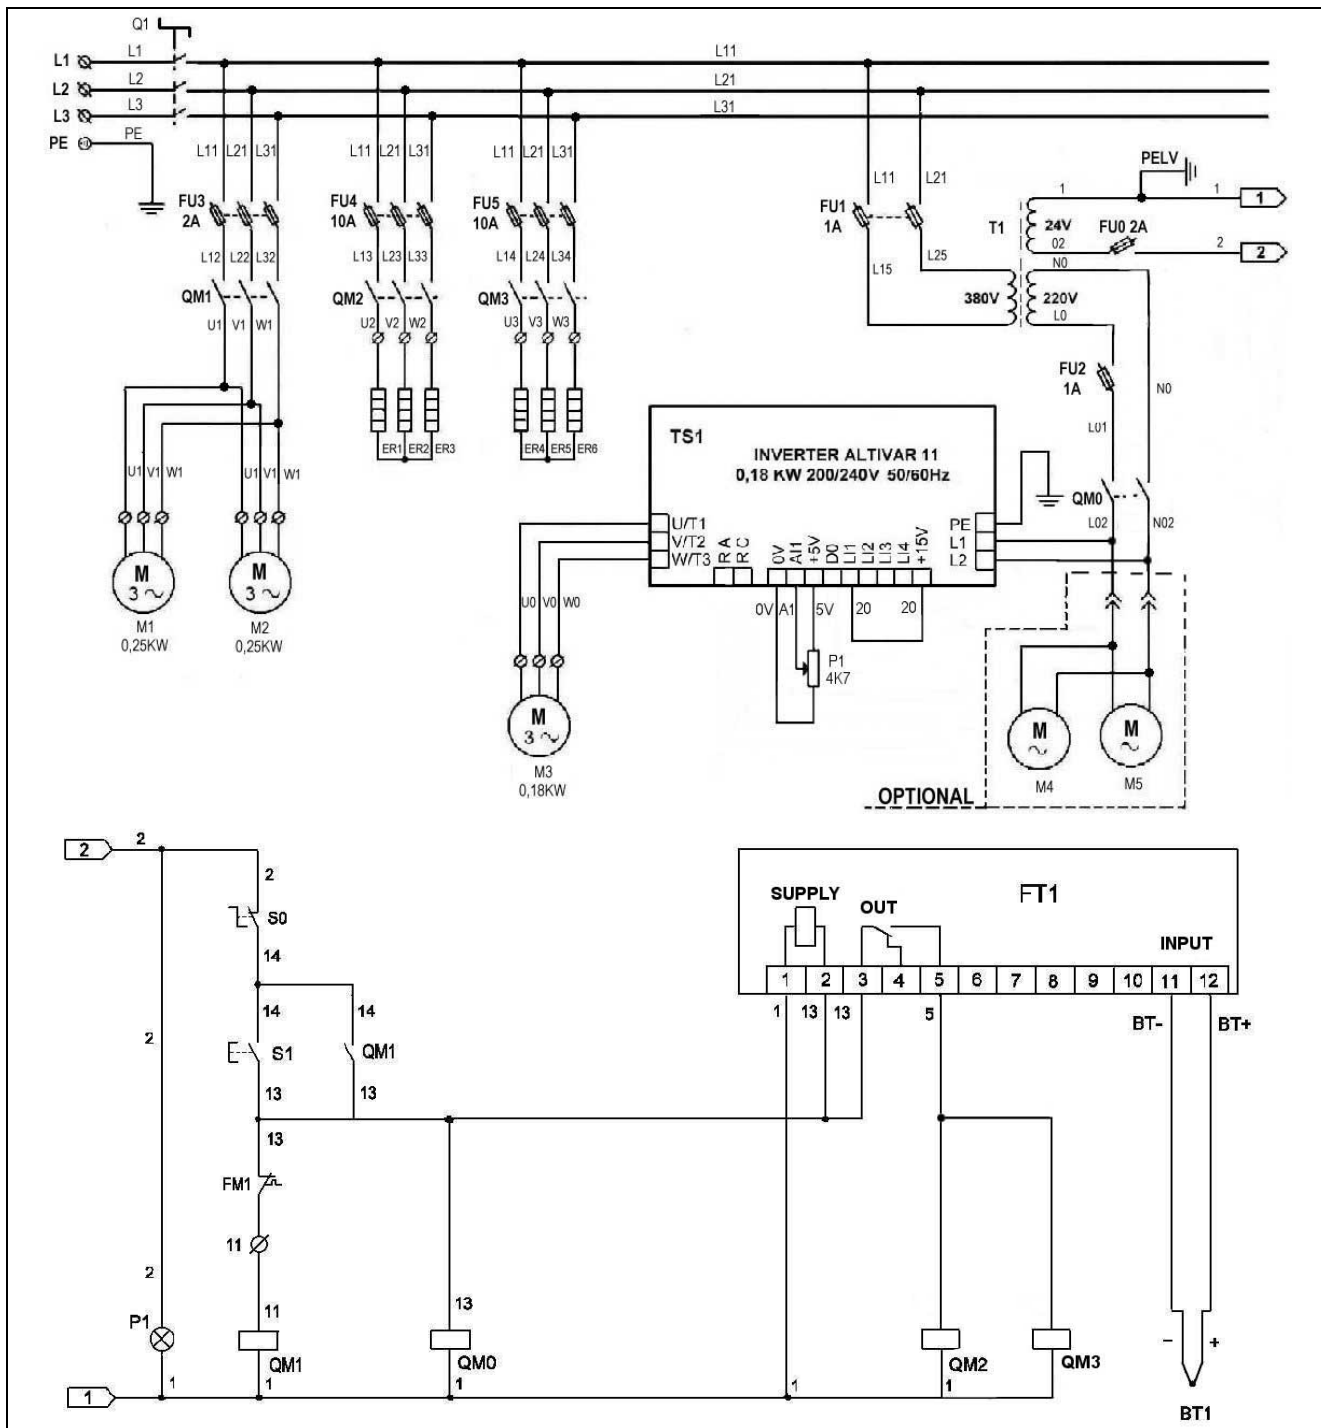 Q1
L1 L1 L11
L2 L2 L21
L3 L3 L31
PE PE
PELV
L11 L21 L31 L11 L21 L31 L11 L21 L31 L11 L21
1 1 1
FU3 2A FU4 10A FU5 10A FU1 1A
T1 24V FU0 2A
02 2 2
L12 L22 L32 L13 L23 L33 L14 L24 L34 L15 L25
N0
QM1 QM2 QM3
380V 220V
U1 V1 W1 U2 V2 W2 U3 V3 W3
L0
FU2 1A
N0
L01
ER1 ER2 ER3 ER4 ER5 ER6
TS1
INVERTER ALTIVAR 11
0,18 KW 200/240V 50/60Hz
U1 V1 W1 U1 V1 W1
QM0
L02 N02
U/T1
V/T2
W/T3
R A
R C
0V
AI1
+5V
D0
LI1
LI2
LI3
LI4
+15V
PE
L1
L2
0V A1 5V 20 20
U0 V0 W0
M 3 M 3
M1 0,25KW
M2 0,25KW
P1
4K7
M 3
M3
0,18KW
M M
M4 M5
OPTIONAL
2 2
2
S0
14
14 14
2
S1 QM1
13 13
13
FM1
11
2
11 13
P1
QM1 QM0 QM2 QM3
1 1 1 1 1 1
FT1
SUPPLY
OUT
INPUT
1 2 3 4 5 6 7 8 9 10 11 12
1 13 13 5 BT- BT+
- +
BT1